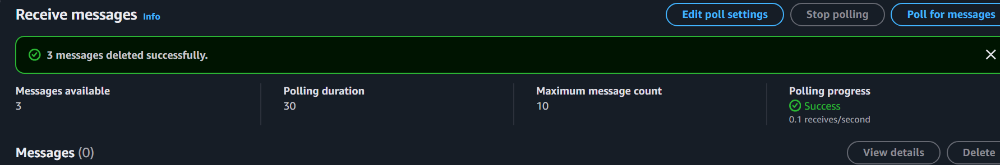 Receive messages Info
Edit poll settings
Stop polling
Poll for messages
3 messages deleted successfully.
Messages available
3
Polling duration
30
Maximum message count
10
Polling progress
Success
0.1 receives/second
Messages (0)
View details
Delete